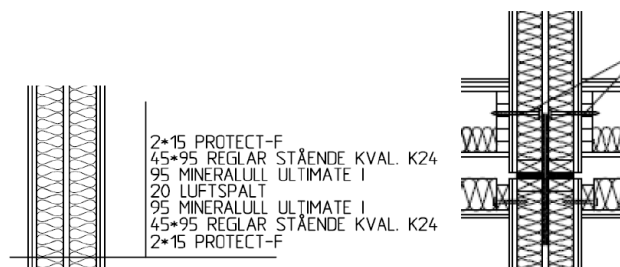 2*15 PROTECT-F
45*95 REGLAR STÅENDE KVAL. K24
95 MINERALULL ULTIMATE I
20 LUFTSPALT
95 MINERALULL ULTIMATE I
45*95 REGLAR STÅENDE KVAL. K24
2*15 PROTECT-F